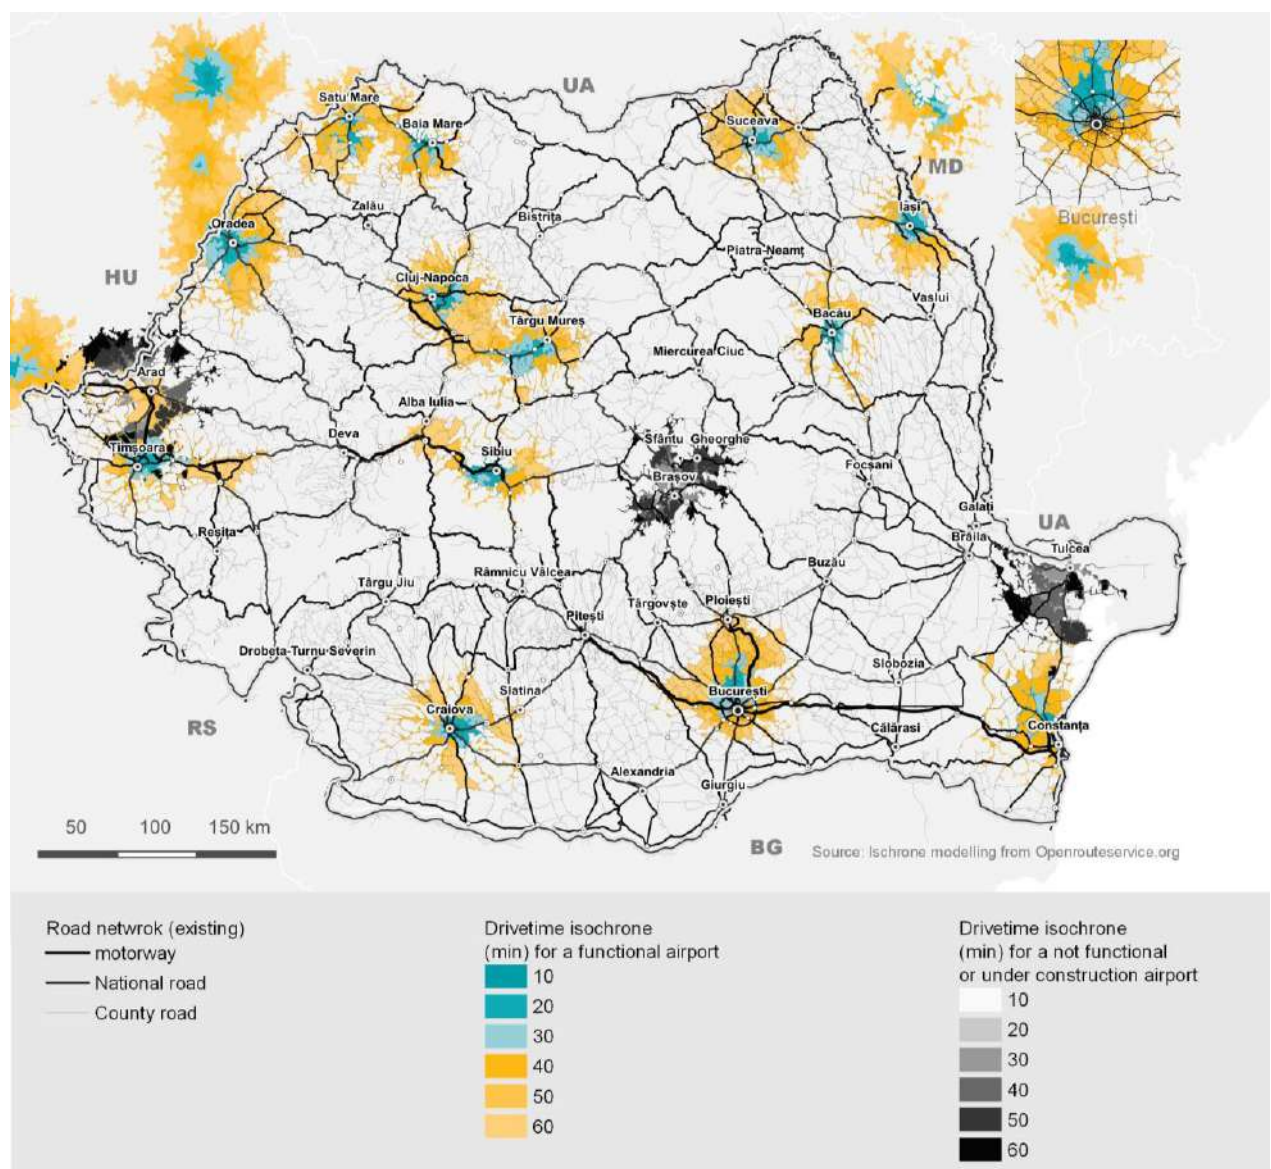 UA
Satu Mare
Baia Mare
Suceava
MD
Zalău
Bistrița
Iași
București
Oradea
Piatra-Neamț
HU
Cluj-Napoca
Vaslui
Târgu Mureș
Bacău
Miercurea Ciuc
Arad
Alba Iulia
Deva
Sfântu Gheorghe
Timșoara
Sibiu
Focșani
Brașov
Galați
UA
Reșița
Brăila
Tulcea
Buzău
Târgu Jiu
Râmnicu Vâlcea
Târgovște
Ploiești
Pitești
Drobeta-Turnu-Severin
Slobozia
Slatina
București
Craiova
RS
Călărasi
Constanța
Alexandria
Giurgiu
50 100 150 km
BG
Source: Ischrone modelling from Openrouteservice.org
Road netwrok (existing)
motorway
National road
County road
Drivetime isochrone
(min) for a functional airport
10
20
30
40
50
60
Drivetime isochrone
(min) for a not functional
or under construction airport
10
20
30
40
50
60